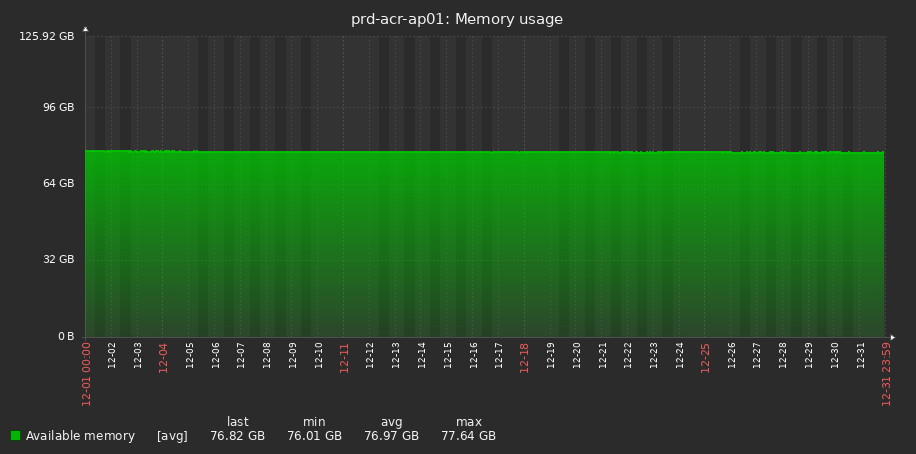 prd-acr-ap01: Memory usage
125.92 GB
96 GB
64 GB
32 GB
0 B
12-01 00:00 12-02 12-03 12-04 12-05 12-06 12-07 12-08 12-09 12-10 12-11 12-12 12-13 12-14 12-15 12-16 12-17 12-18 12-19 12-20 12-21 12-22 12-23 12-24 12-25 12-26 12-27 12-28 12-29 12-30 12-31 12-31 23:59
last min avg max
Available memory [avg] 76.82 GB 76.01 GB 76.97 GB 77.64 GB